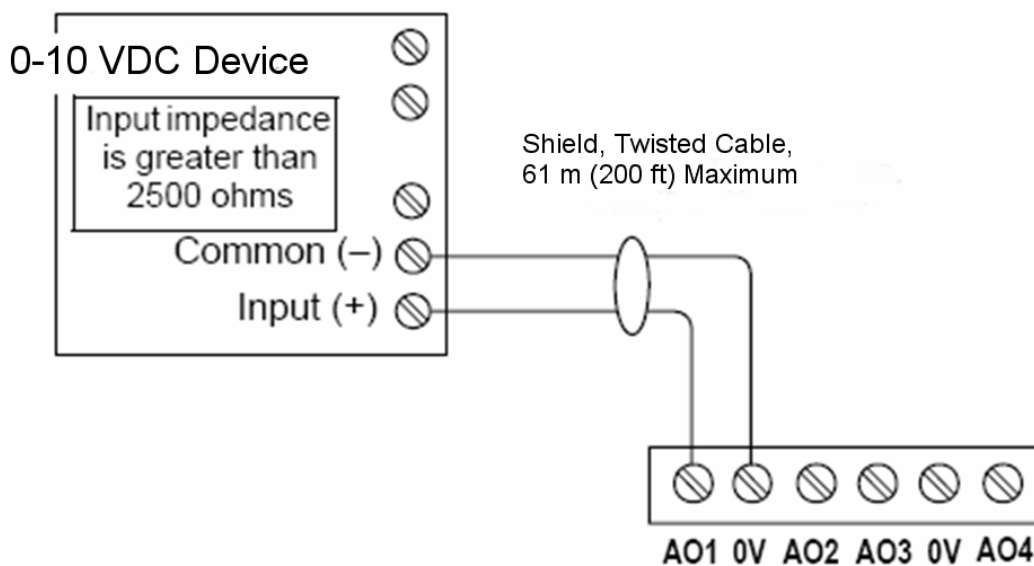 0-10 VDC Device
Input impedance
is greater than
2500 ohms
Shield, Twisted Cable,
61 m (200 ft) Maximum
Common (–)
Input (+)
AO1 0V AO2 AO3 0V AO4